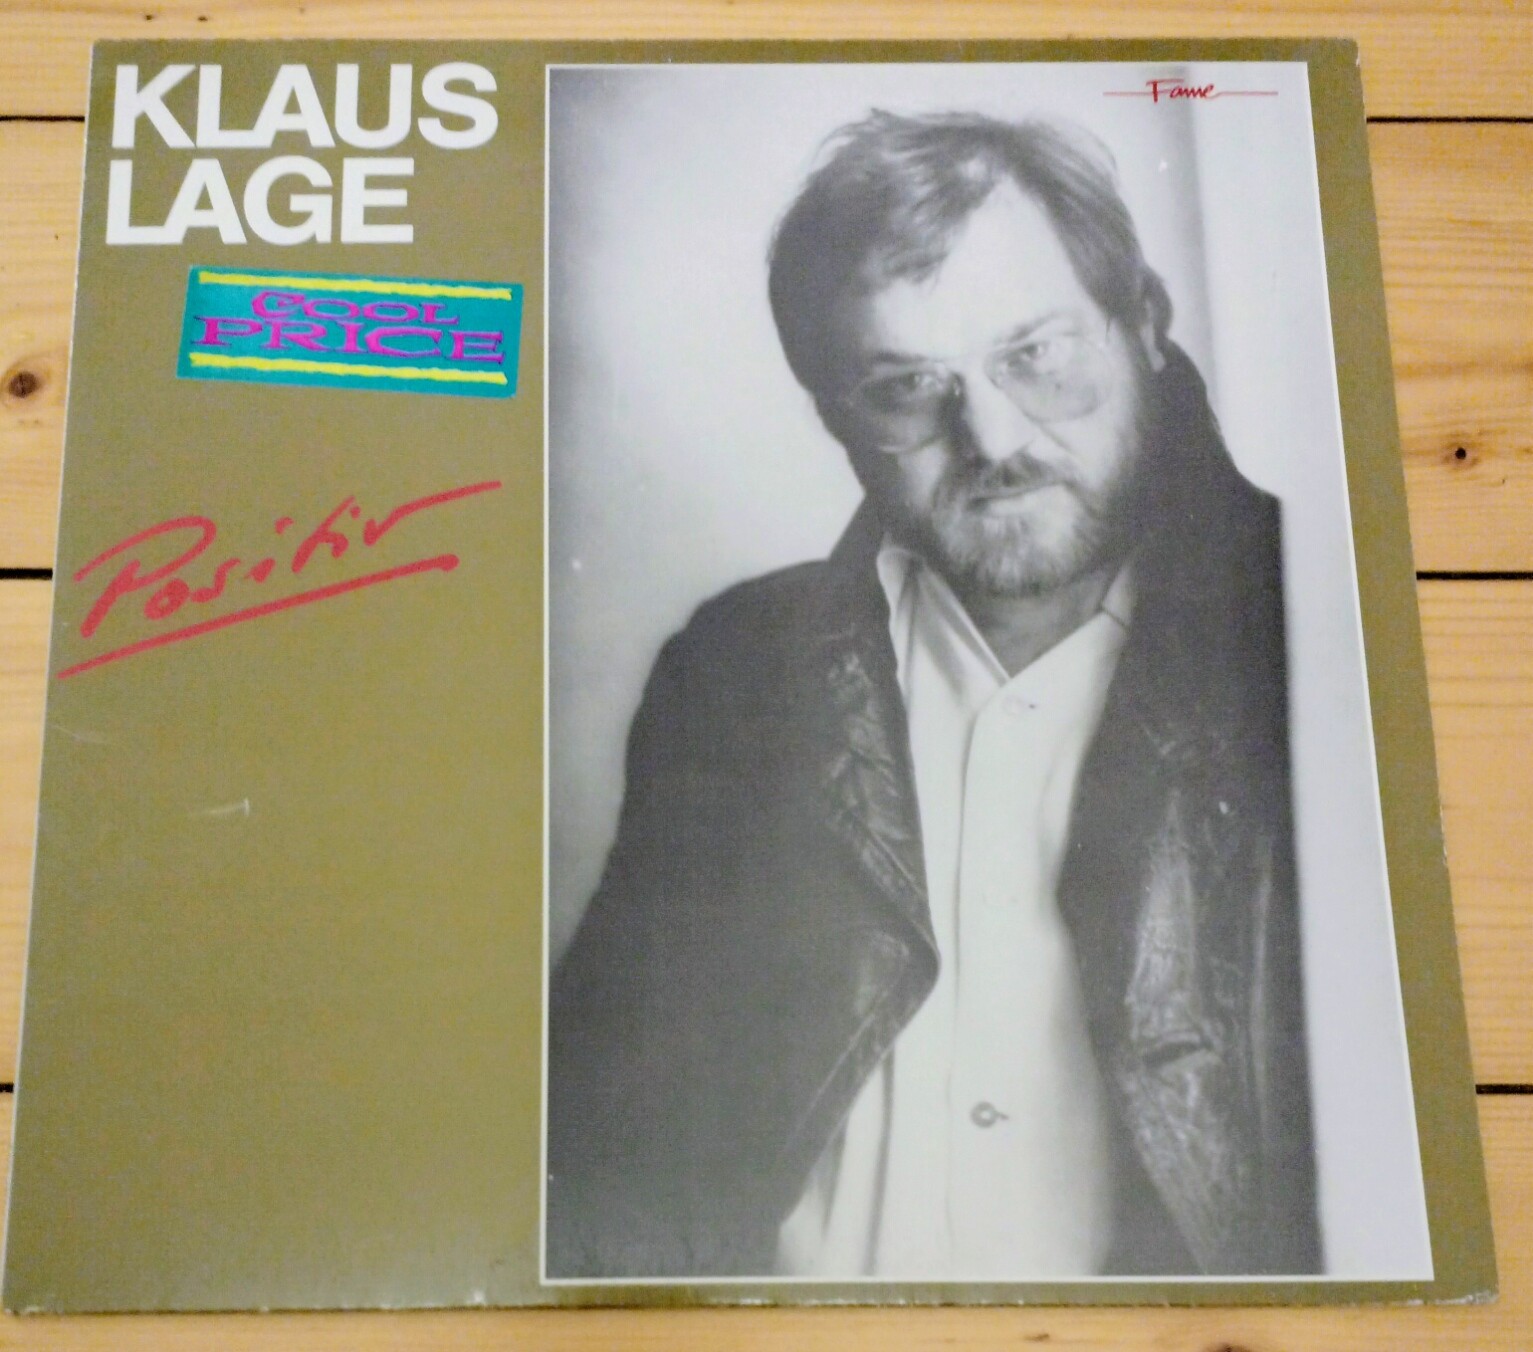 KLAUS
LAGE
Fame
COOL
PRICE
Positiv